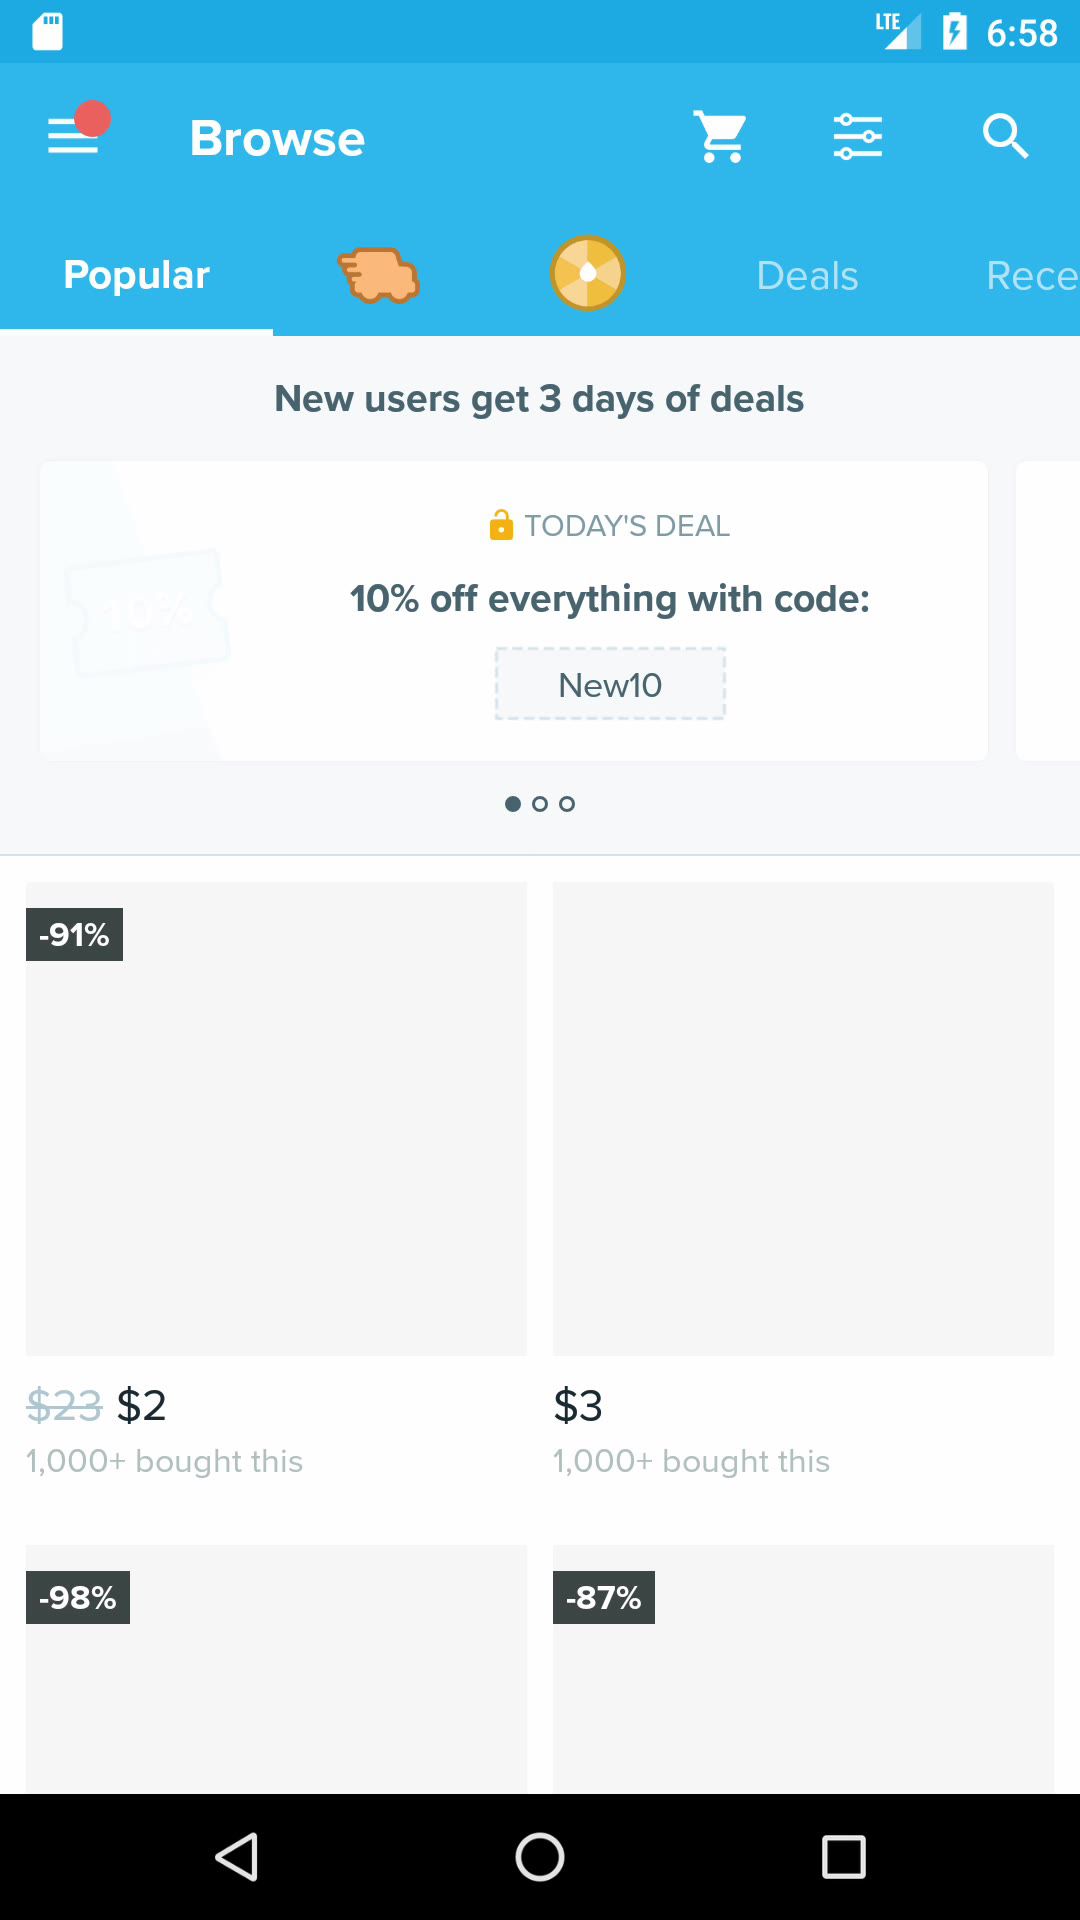 LTE 6:58
Browse
Popular Deals Rece
New users get 3 days of deals
TODAY'S DEAL
10% off everything with code:
10%
New10
-91%
$23 $2
$3
1,000+ bought this
1,000+ bought this
-98%
-87%